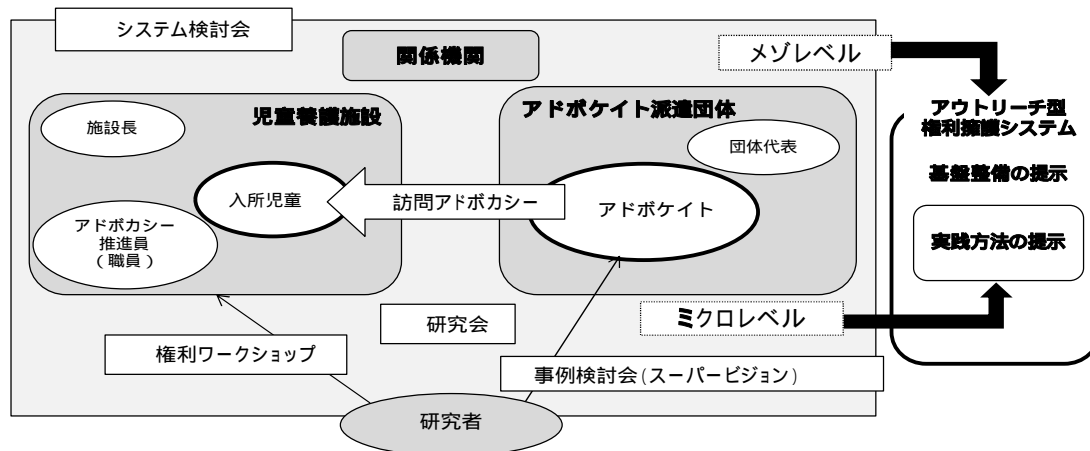 システム検討会
関係機関
メゾレベル
児童養護施設
施設長
入所児童
アドボカシー
推進員
(職員)
訪問アドボカシー
アドボケイト派遣団体
団体代表
アドボケイト
アウトリーチ型
権利擁護システム
基盤整備の提示
実践方法の提示
研究会
ミクロレベル
権利ワークショップ
事例検討会(スーパービジョン)
研究者